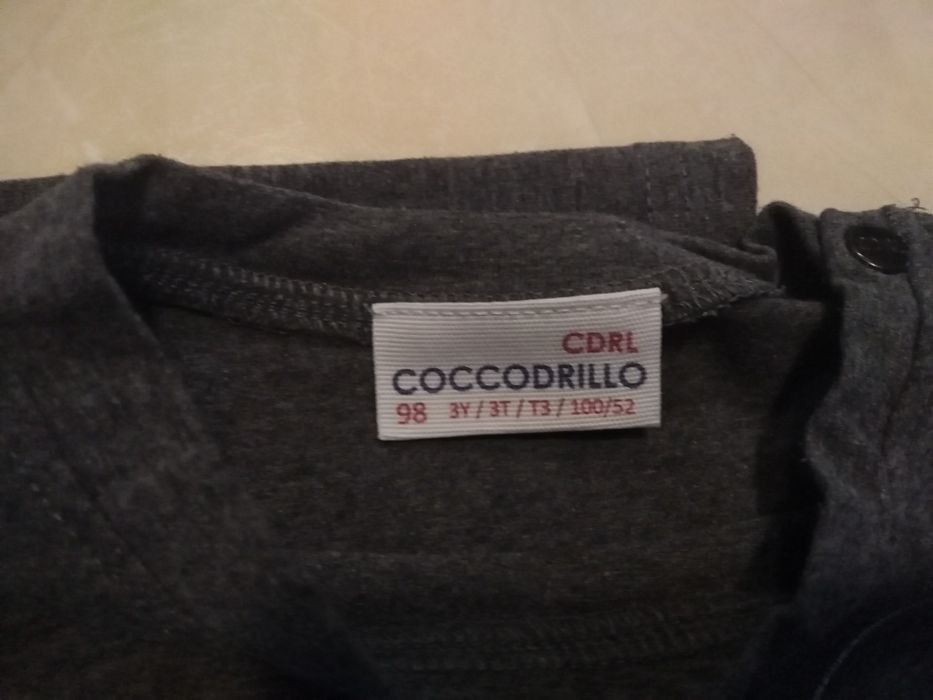 CDRL
COCCODRILLO
98 3Y / 3T / T3 / 100/52